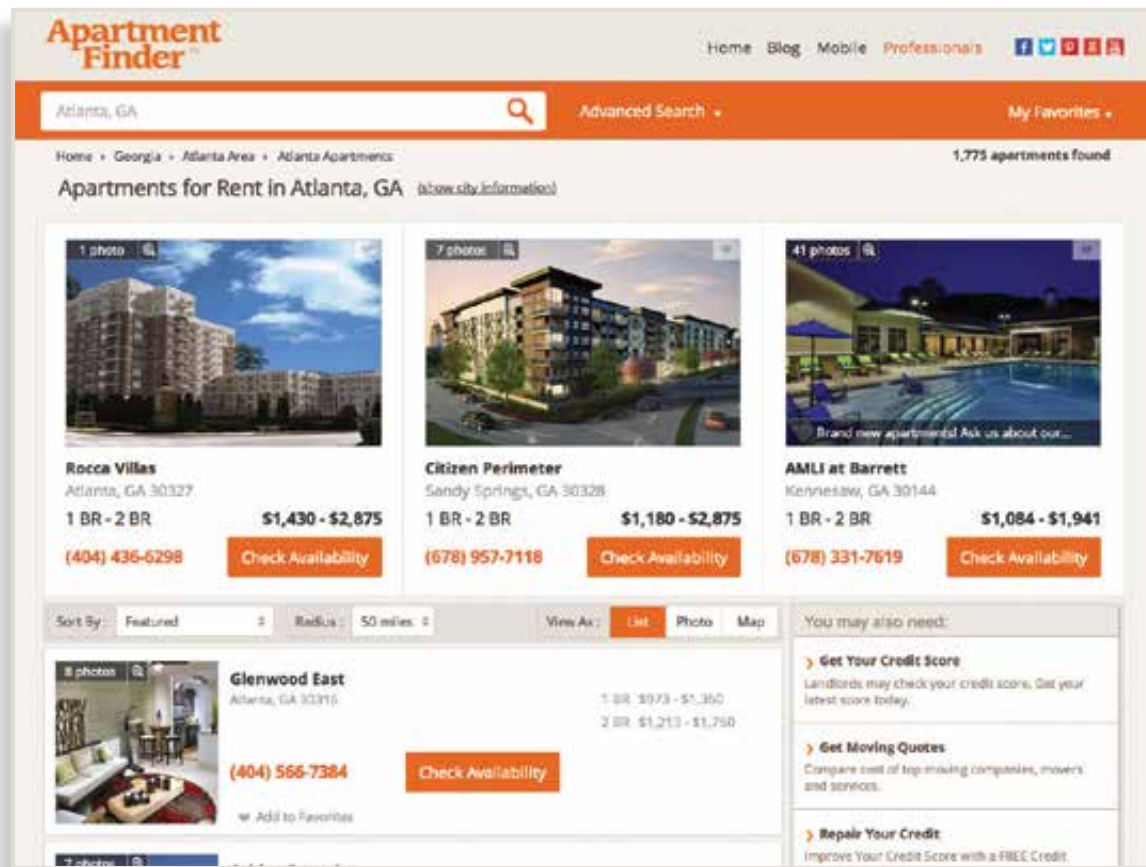 Apartment
Finder™
Home Blog Mobile Professionals
Atlanta, GA
Advanced Search
My Favorites
Home › Georgia › Atlanta Area › Atlanta Apartments
1,775 apartments found
Apartments for Rent in Atlanta, GA (show city information)
1 photo
7 photos
41 photos
Brand new apartments! Ask us about our...
Rocca Villas
Atlanta, GA 30327
1 BR - 2 BR $1,430 - $2,875
(404) 436-6298 Check Availability
Citizen Perimeter
Sandy Springs, GA 30328
1 BR - 2 BR $1,180 - $2,875
(678) 957-7118 Check Availability
AMLI at Barrett
Kennesaw, GA 30144
1 BR - 2 BR $1,084 - $1,941
(678) 331-7619 Check Availability
Sort By: Featured Radius: 50 miles View As: List Photo Map
8 photos
Glenwood East
Atlanta, GA 30316
1 BR $973 - $1,360
2 BR $1,213 - $1,750
(404) 566-7384 Check Availability
Add to Favorites
7 photos
You may also need:
Get Your Credit Score
Landlords may check your credit score. Get your
latest score today.
Get Moving Quotes
Compare cost of top moving companies, movers
and services.
Repair Your Credit
Improve Your Credit Score with a FREE Credit